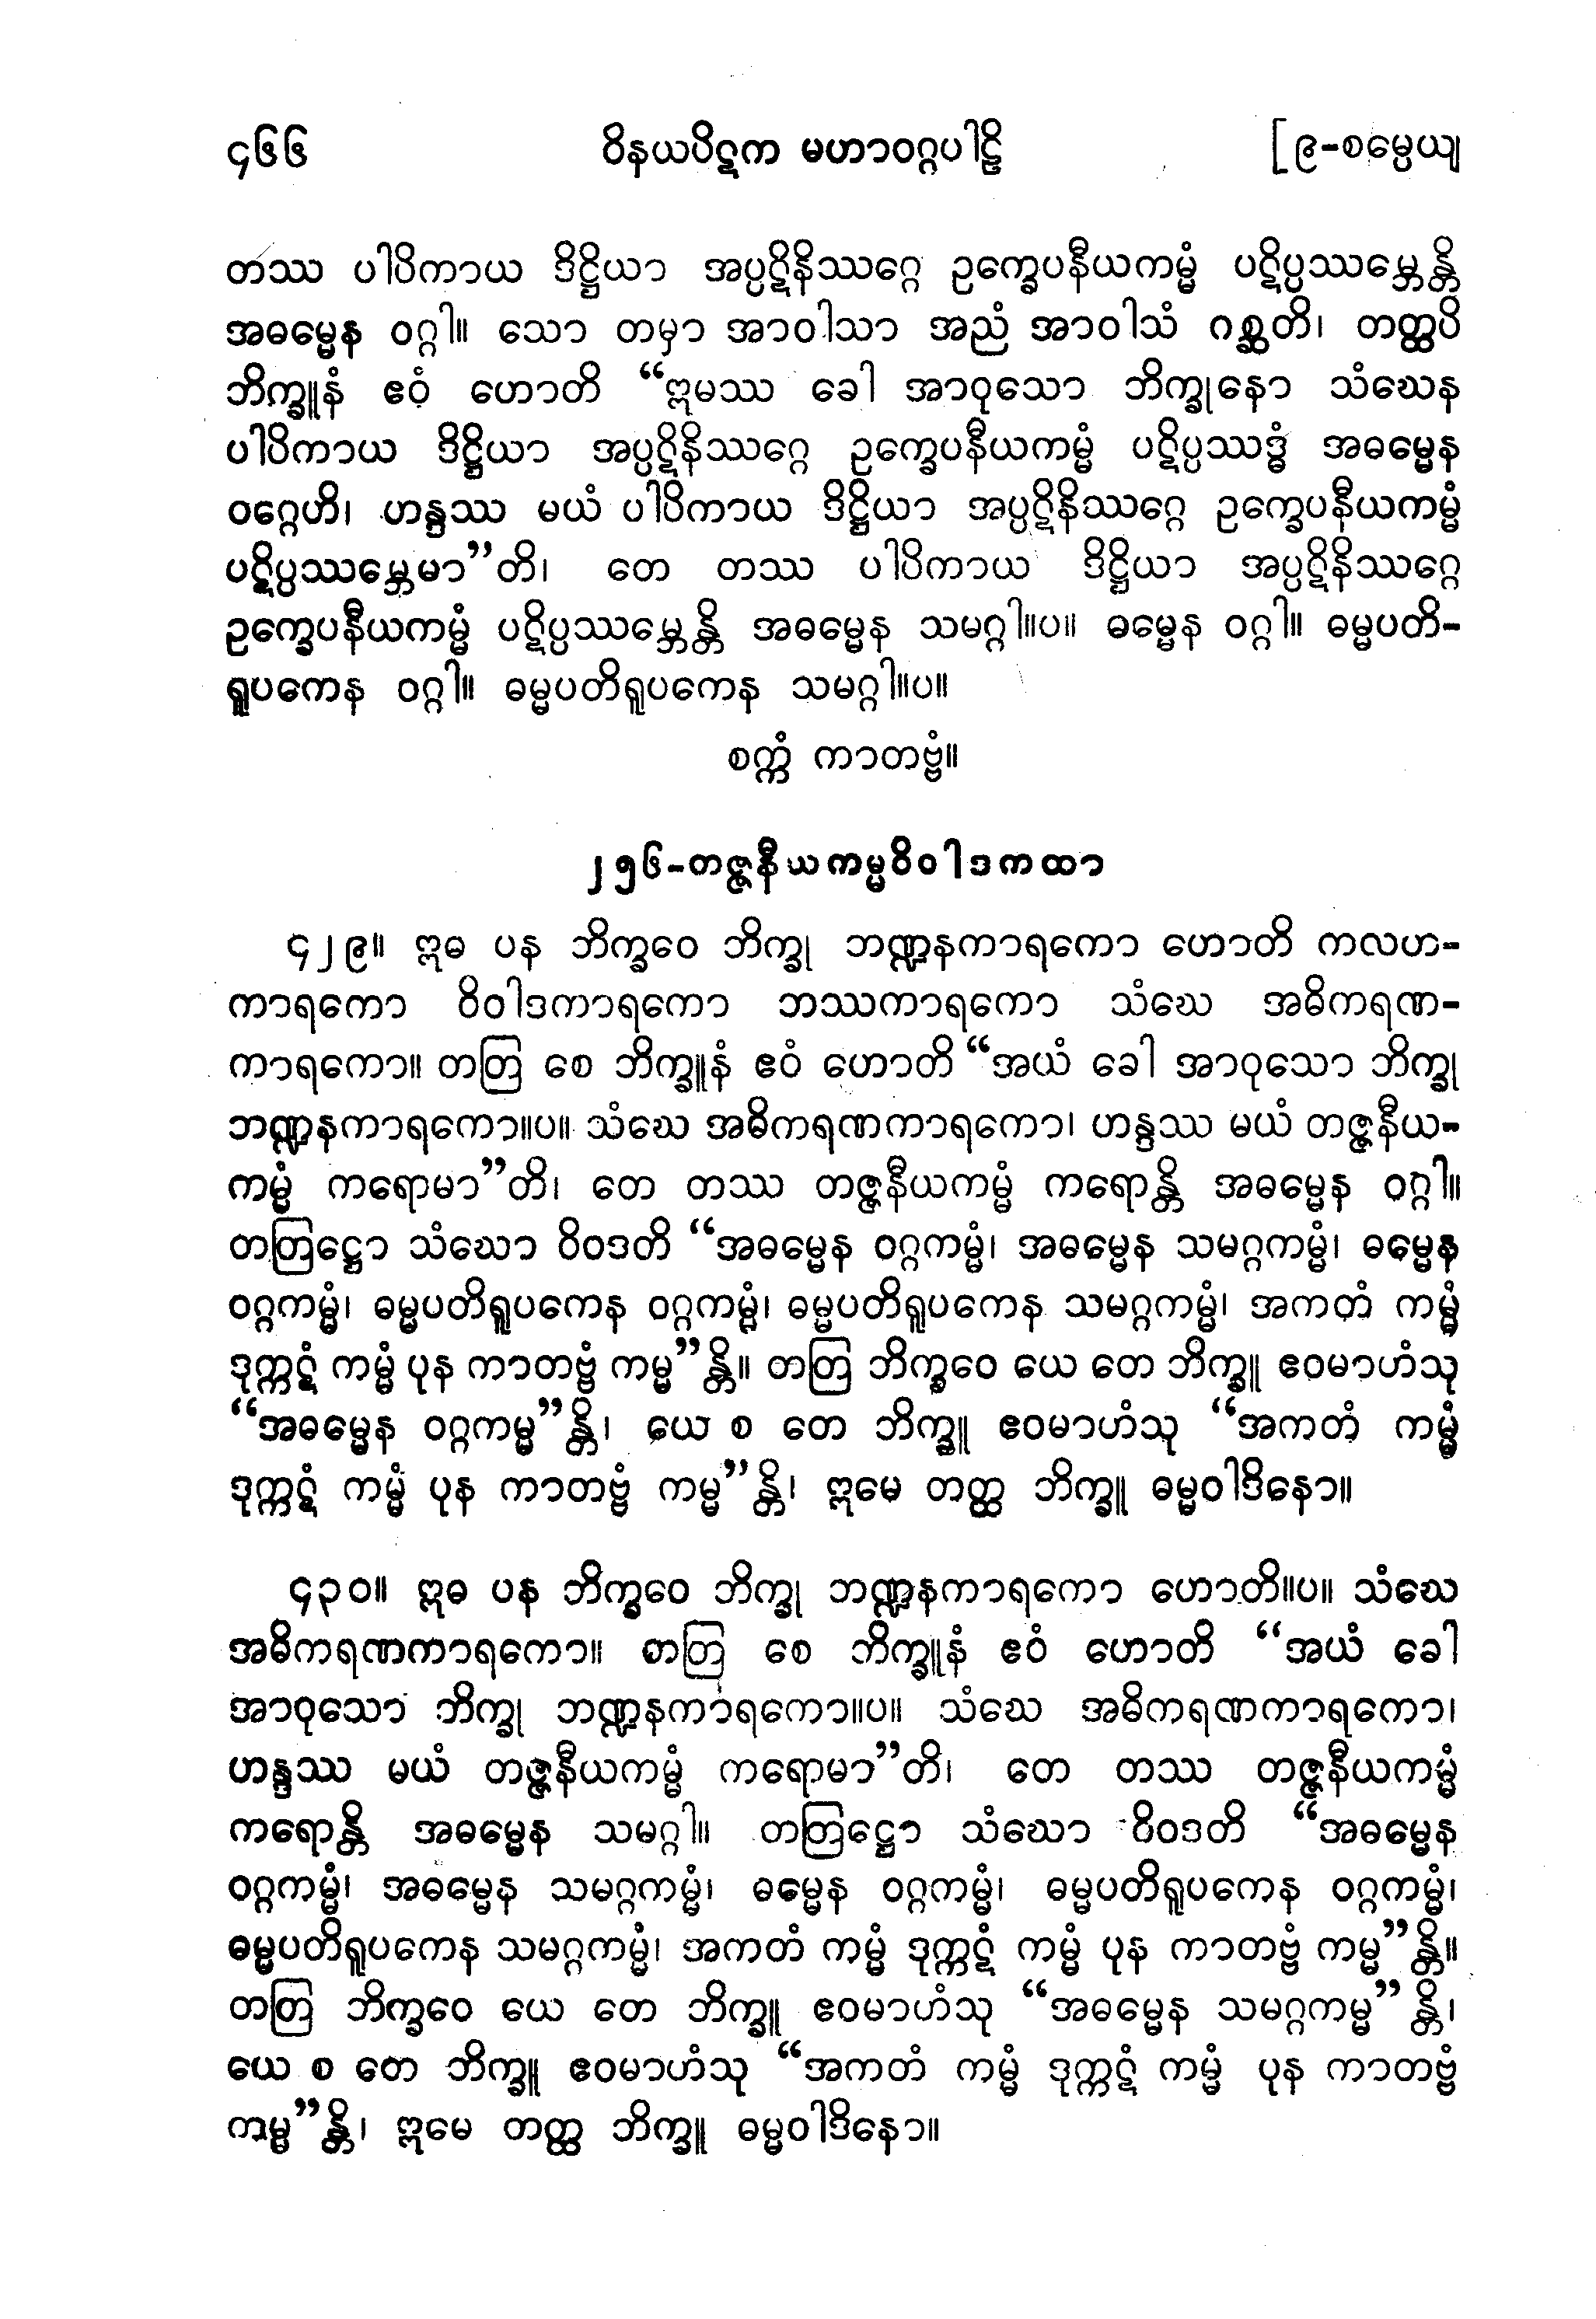 ၄၆၆ ဝိနယပိဋက မဟာဝဂ္ဂပါဠိ [၉-စမ္ပေယျ
တဿ ပါပိကာယ ဒိဋ္ဌိယာ အပ္ပဋိနိဿဂ္ဂေ ဥက္ခေပနီယကမ္မံ ပဋိပ္ပဿမ္ဘေန္တိ
အဓမ္မေန ဝဂ္ဂါ။ သော တမှာ အာဝါသာ အညံ အာဝါသံ ဂစ္ဆတိ၊ တတ္ထပိ
ဘိက္ခူနံ ဧဝံ ဟောတိ “ဣမဿ ခေါ အာဝုသော ဘိက္ခုနော သံဃေန
ပါပိကာယ ဒိဋ္ဌိယာ အပ္ပဋိနိဿဂ္ဂေ ဥက္ခေပနီယကမ္မံ ပဋိပ္ပဿဒ္ဓံ အဓမ္မေန
ဝဂ္ဂေဟိ၊ ဟန္ဒဿ မယံ ပါပိကာယ ဒိဋ္ဌိယာ အပ္ပဋိနိဿဂ္ဂေ ဥက္ခေပနီယကမ္မံ
ပဋိပ္ပဿမ္ဘေမာ”တိ၊ တေ တဿ ပါပိကာယ ဒိဋ္ဌိယာ အပ္ပဋိနိဿဂ္ဂေ
ဥက္ခေပနီယကမ္မံ ပဋိပ္ပဿမ္ဘေန္တိ အဓမ္မေန သမဂ္ဂါ။ပ။ ဓမ္မေန ဝဂ္ဂါ။ ဓမ္မပတိ-
ရူပကေန ဝဂ္ဂါ။ ဓမ္မပတိရူပကေန သမဂ္ဂါ။ပ။
စက္ကံ ကာတဗ္ဗံ။
၂၅၆-တဇ္ဇနီယကမ္မဝိဝါဒကထာ
၄၂၉။ ဣဓ ပန ဘိက္ခဝေ ဘိက္ခု ဘဏ္ဍနကာရကော ဟောတိ ကလဟ-
ကာရကော ဝိဝါဒကာရကော ဘဿကာရကော သံဃေ အဓိကရဏ-
ကာရကော။ တတြ စေ ဘိက္ခူနံ ဧဝံ ဟောတိ “အယံ ခေါ အာဝုသော ဘိက္ခု
ဘဏ္ဍနကာရကော။ပ။ သံဃေ အဓိကရဏကာရကော၊ ဟန္ဒဿ မယံ တဇ္ဇနီယ-
ကမ္မံ ကရောမာ”တိ၊ တေ တဿ တဇ္ဇနီယကမ္မံ ကရောန္တိ အဓမ္မေန ဝဂ္ဂါ။
တတြဋ္ဌော သံဃော ဝိဝဒတိ “အဓမ္မေန ဝဂ္ဂကမ္မံ၊ အဓမ္မေန သမဂ္ဂကမ္မံ၊ ဓမ္မေန
ဝဂ္ဂကမ္မံ၊ ဓမ္မပတိရူပကေန ဝဂ္ဂကမ္မံ၊ ဓမ္မပတိရူပကေန သမဂ္ဂကမ္မံ၊ အကတံ ကမ္မံ
ဒုက္ကဋံ ကမ္မံ ပုန ကာတဗ္ဗံ ကမ္မ”န္တိ။ တတြ ဘိက္ခဝေ ယေ တေ ဘိက္ခူ ဧဝမာဟံသု
“အဓမ္မေန ဝဂ္ဂကမ္မ”န္တိ၊ ယေ စ တေ ဘိက္ခူ ဧဝမာဟံသု “အကတံ ကမ္မံ
ဒုက္ကဋံ ကမ္မံ ပုန ကာတဗ္ဗံ ကမ္မ”န္တိ၊ ဣမေ တတ္ထ ဘိက္ခူ ဓမ္မဝါဒိနော။
၄၃၀။ ဣဓ ပန ဘိက္ခဝေ ဘိက္ခု ဘဏ္ဍနကာရကော ဟောတိ။ပ။ သံဃေ
အဓိကရဏကာရကော။ တတြ စေ ဘိက္ခူနံ ဧဝံ ဟောတိ “အယံ ခေါ
အာဝုသော ဘိက္ခု ဘဏ္ဍနကာရကော။ပ။ သံဃေ အဓိကရဏကာရကော၊
ဟန္ဒဿ မယံ တဇ္ဇနီယကမ္မံ ကရောမာ”တိ၊ တေ တဿ တဇ္ဇနီယကမ္မံ
ကရောန္တိ အဓမ္မေန သမဂ္ဂါ။ တတြဋ္ဌော သံဃော ဝိဝဒတိ “အဓမ္မေန
ဝဂ္ဂကမ္မံ၊ အဓမ္မေန သမဂ္ဂကမ္မံ၊ ဓမ္မေန ဝဂ္ဂကမ္မံ၊ ဓမ္မပတိရူပကေန ဝဂ္ဂကမ္မံ၊
ဓမ္မပတိရူပကေန သမဂ္ဂကမ္မံ၊ အကတံ ကမ္မံ ဒုက္ကဋံ ကမ္မံ ပုန ကာတဗ္ဗံ ကမ္မ”န္တိ။
တတြ ဘိက္ခဝေ ယေ တေ ဘိက္ခူ ဧဝမာဟံသု “အဓမ္မေန သမဂ္ဂကမ္မ”န္တိ၊
ယေ စ တေ ဘိက္ခူ ဧဝမာဟံသု “အကတံ ကမ္မံ ဒုက္ကဋံ ကမ္မံ ပုန ကာတဗ္ဗံ
ကမ္မ”န္တိ၊ ဣမေ တတ္ထ ဘိက္ခူ ဓမ္မဝါဒိနော။